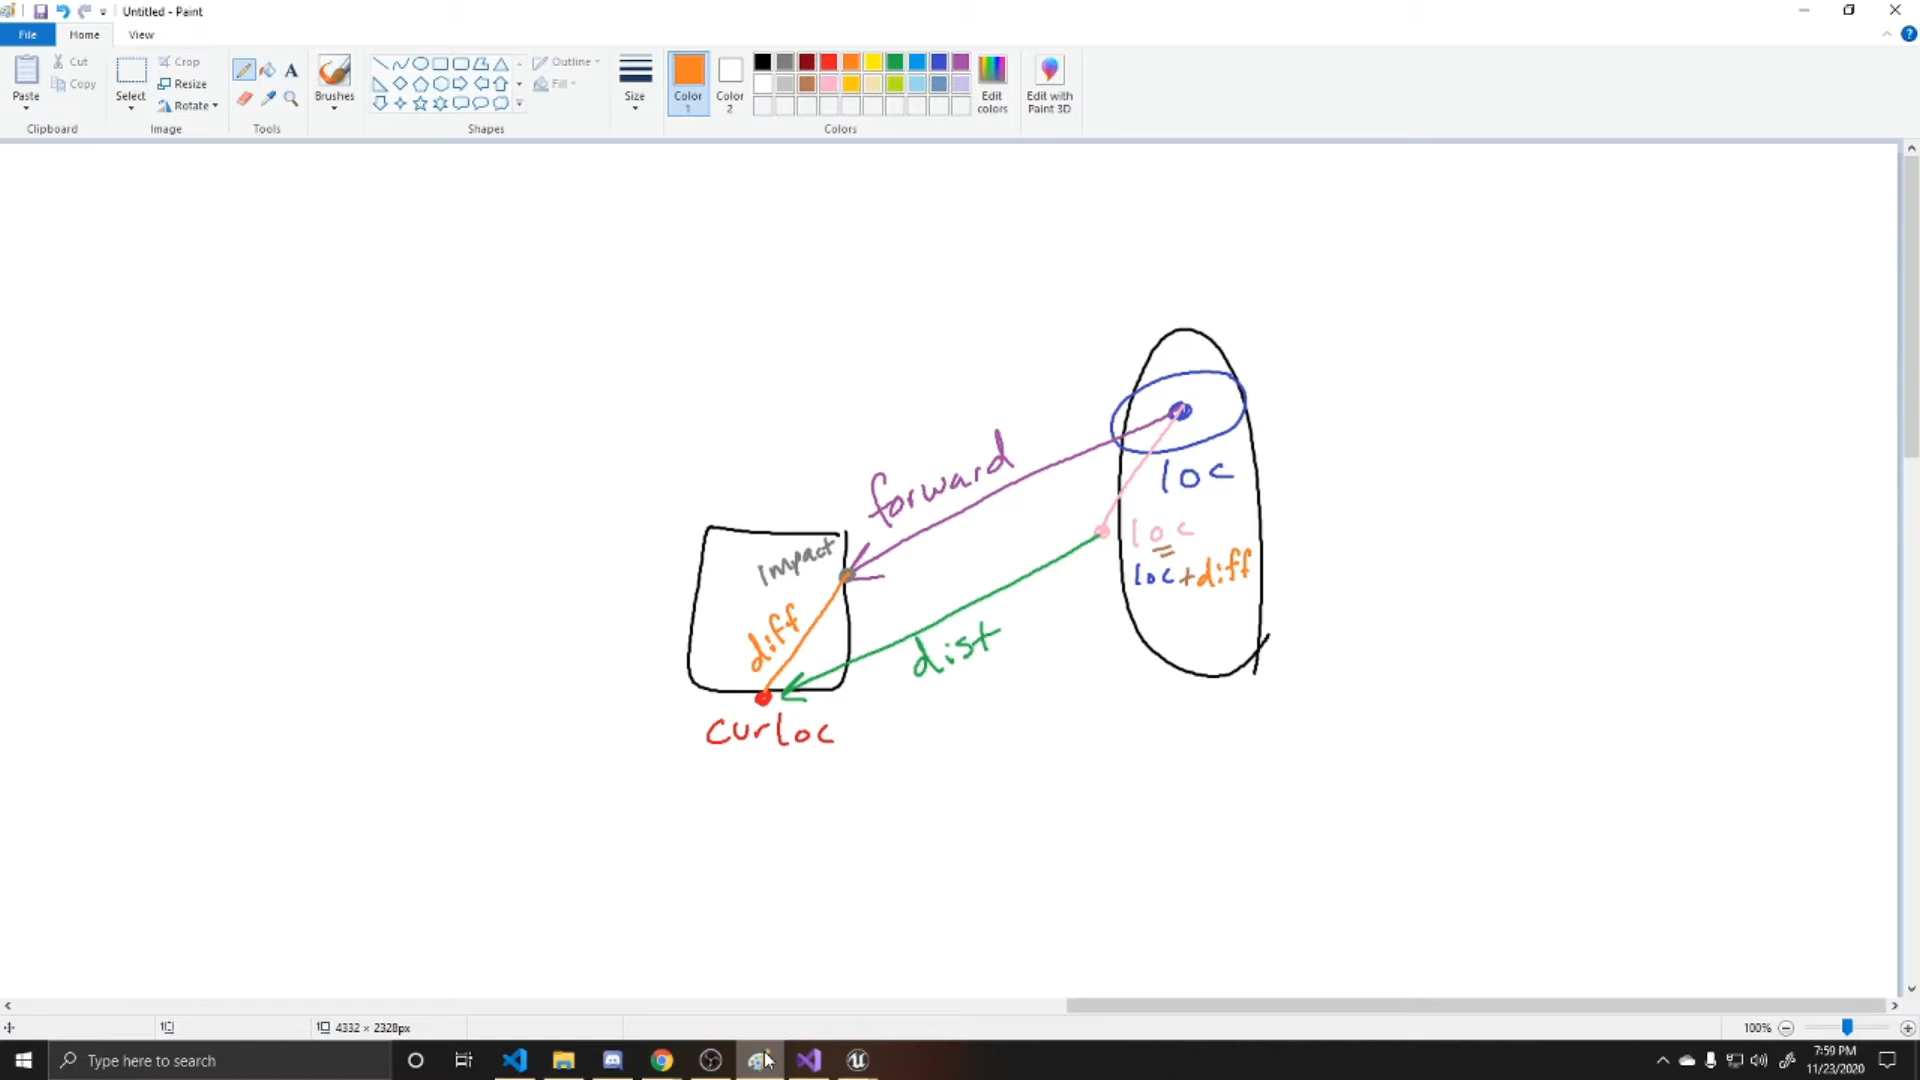 Untitled - Paint
File Home View
Cut
Copy
Paste
Clipboard
Select
Crop
Resize
Rotate
Image
Tools
Brushes
Outline
Fill
Shapes
Size
Color 1
Color 2
Edit colors
Edit with Paint 3D
Colors
forward
loc
impact
loc
=
loc+diff
diff
dist
curloc
4332 × 2328px
100%
Type here to search
7:59 PM
11/23/2020